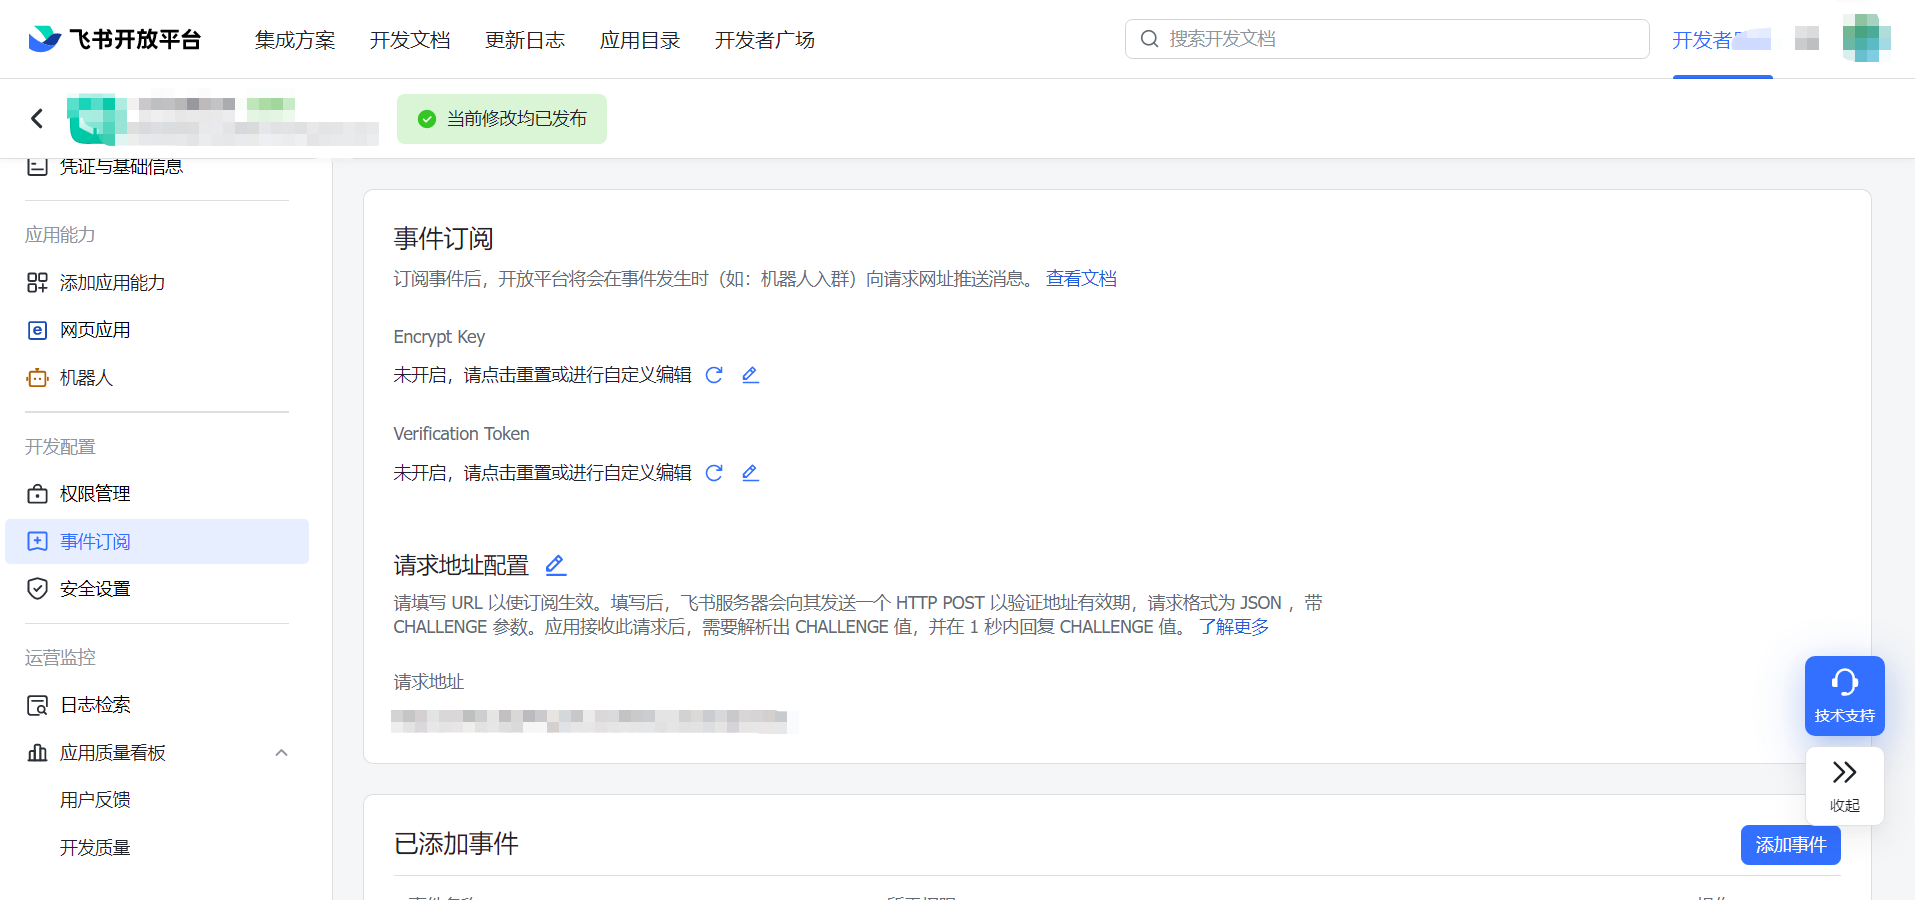 飞书开放平台
集成方案
开发文档
更新日志
应用目录
开发者广场
搜索开发文档
开发者
当前修改均已发布
凭证与基础信息
应用能力
添加应用能力
网页应用
机器人
开发配置
权限管理
事件订阅
安全设置
运营监控
日志检索
应用质量看板
用户反馈
开发质量
事件订阅
订阅事件后，开放平台将会在事件发生时（如：机器人入群）向请求网址推送消息。 查看文档
Encrypt Key
未开启，请点击重置或进行自定义编辑
Verification Token
未开启，请点击重置或进行自定义编辑
请求地址配置
请填写 URL 以使订阅生效。填写后，飞书服务器会向其发送一个 HTTP POST 以验证地址有效期，请求格式为 JSON ，带
CHALLENGE 参数。应用接收此请求后，需要解析出 CHALLENGE 值，并在 1 秒内回复 CHALLENGE 值。 了解更多
请求地址
技术支持
收起
已添加事件
添加事件